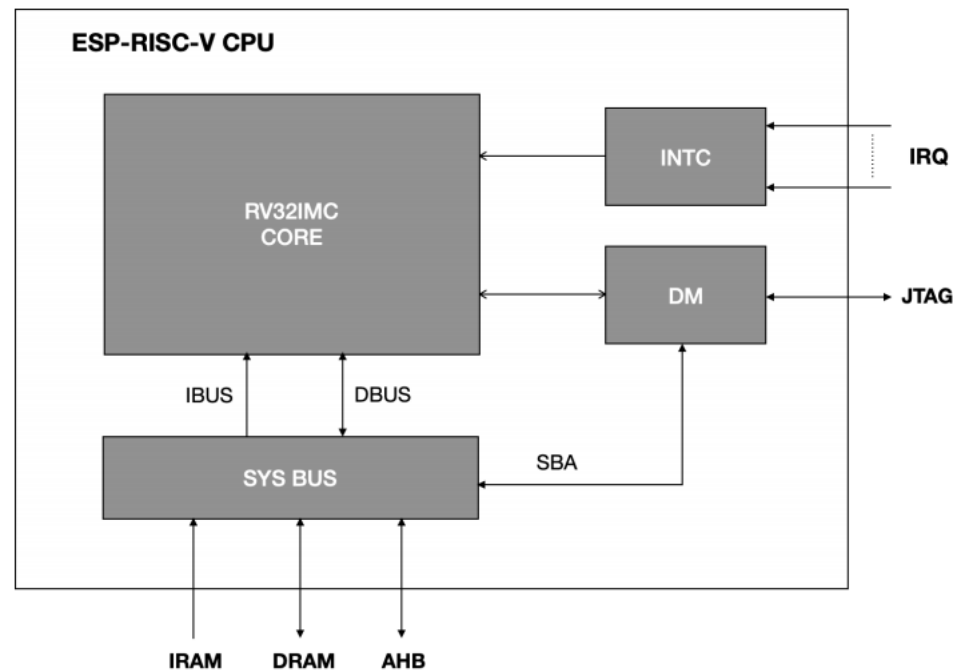 ESP-RISC-V CPU
RV32IMC
CORE
INTC
IRQ
DM
JTAG
IBUS
DBUS
SYS BUS
SBA
IRAM
DRAM
AHB